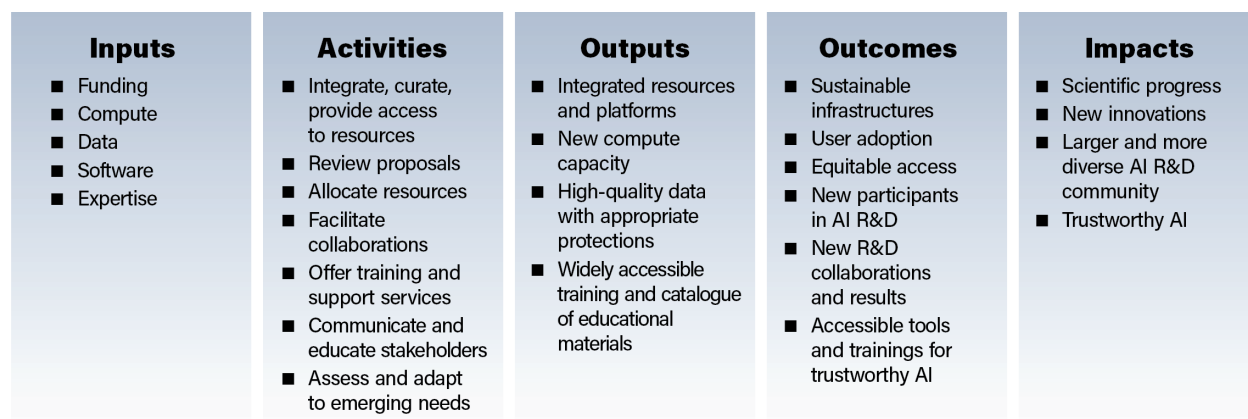 Inputs
■ Funding
■ Compute
■ Data
■ Software
■ Expertise
Activities
■ Integrate, curate,
provide access
to resources
■ Review proposals
■ Allocate resources
■ Facilitate
collaborations
■ Offer training and
support services
■ Communicate and
educate stakeholders
■ Assess and adapt
to emerging needs
Outputs
■ Integrated resources
and platforms
■ New compute
capacity
■ High-quality data
with appropriate
protections
■ Widely accessible
training and catalogue
of educational
materials
Outcomes
■ Sustainable
infrastructures
■ User adoption
■ Equitable access
■ New participants
in AI R&D
■ New R&D
collaborations
and results
■ Accessible tools
and trainings for
trustworthy AI
Impacts
■ Scientific progress
■ New innovations
■ Larger and more
diverse AI R&D
community
■ Trustworthy AI